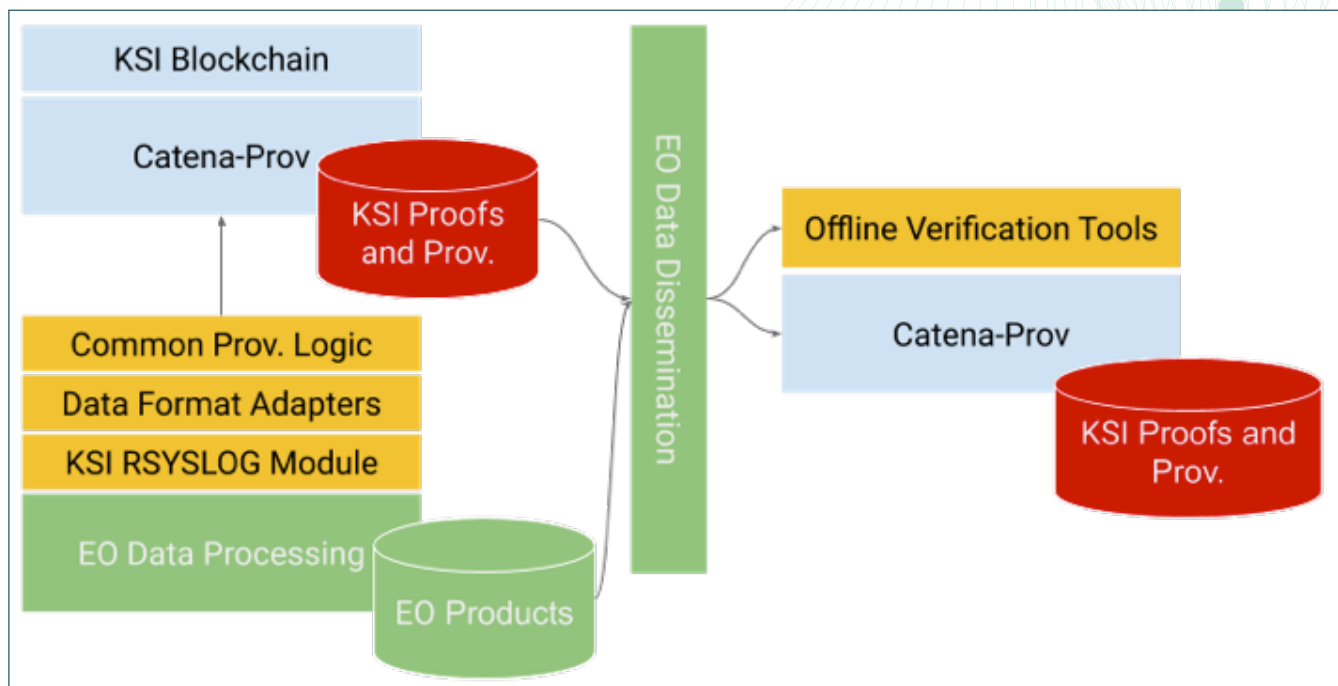 KSI Blockchain
Catena-Prov
KSI Proofs
and Prov.
Common Prov. Logic
Data Format Adapters
KSI RSYSLOG Module
EO Data Processing
EO Products
EO Data Dissemination
Offline Verification Tools
Catena-Prov
KSI Proofs and
Prov.